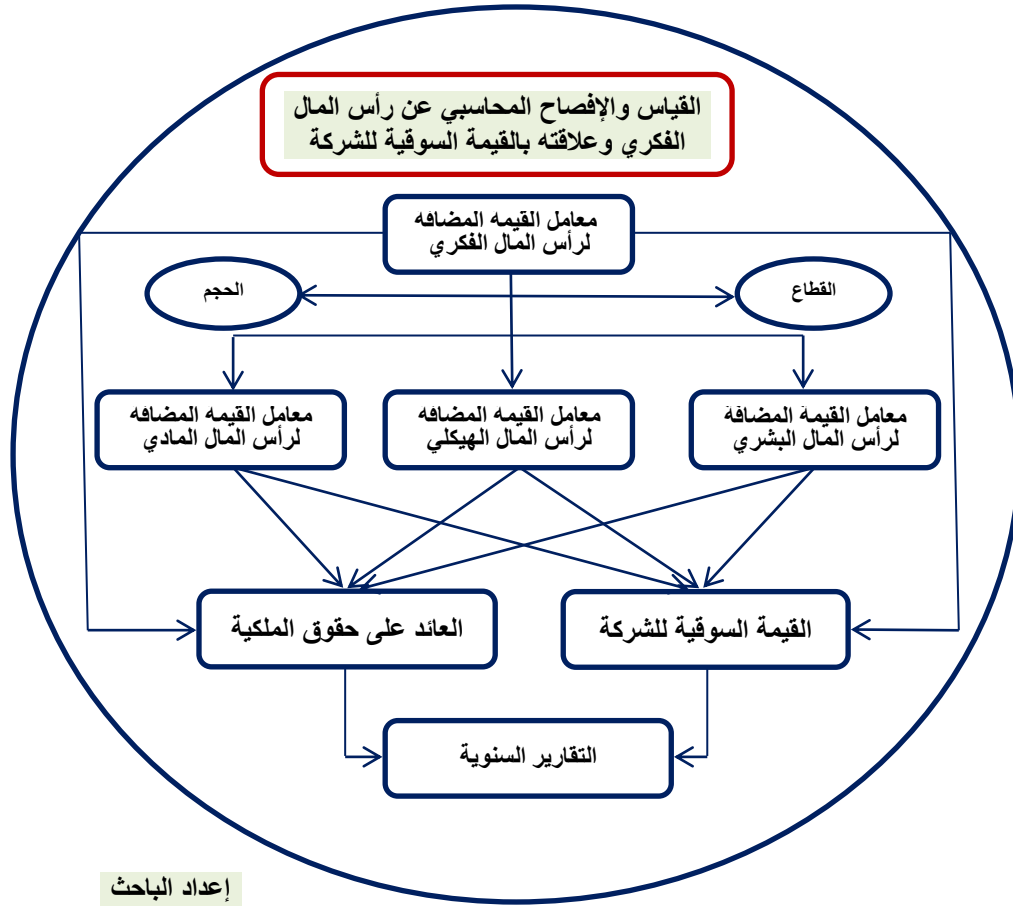 القياس والإفصاح المحاسبي عن رأس المال
الفكري وعلاقته بالقيمة السوقية للشركة
معامل القيمه المضافه
لرأس المال الفكري
القطاع
الحجم
معامل القيمة المضافة
لرأس المال البشري
معامل القيمه المضافه
لرأس المال الهيكلي
معامل القيمه المضافه
لرأس المال المادي
القيمة السوقية للشركة
العائد على حقوق الملكية
التقارير السنوية
إعداد الباحث